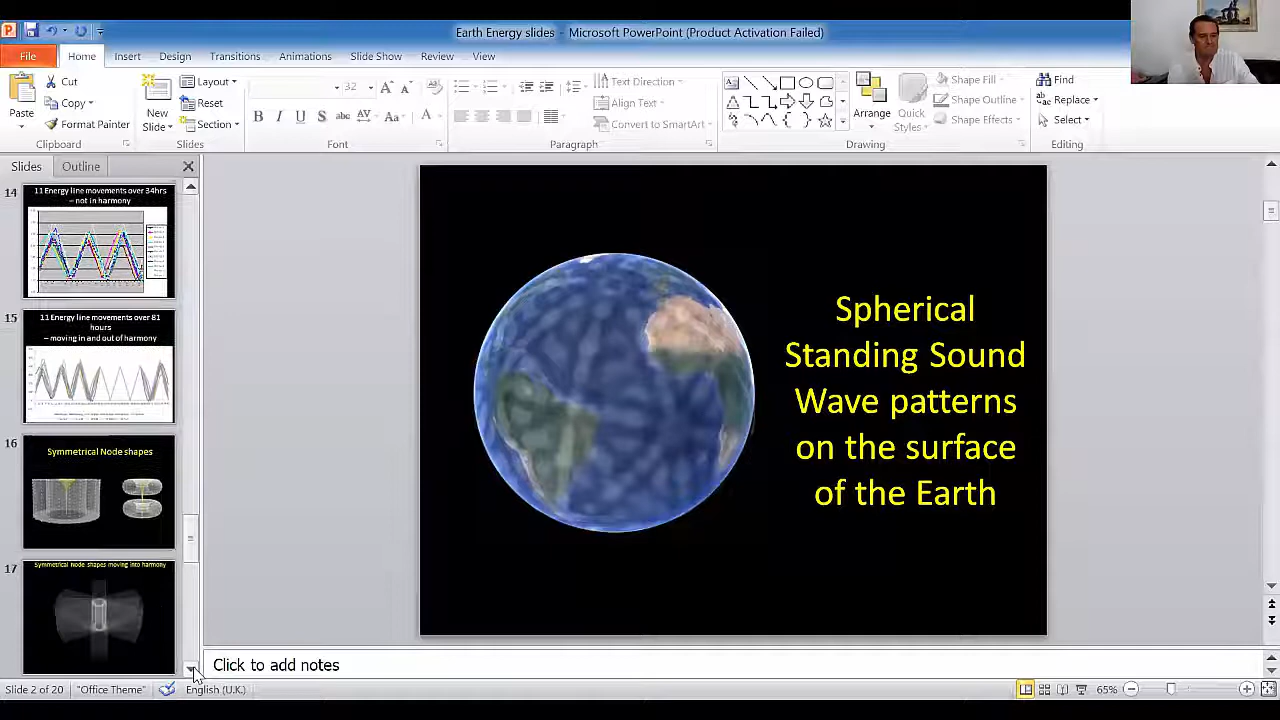 Earth Energy slides - Microsoft PowerPoint (Product Activation Failed)
File Home Insert Design Transitions Animations Slide Show Review View
Paste
Cut
Copy
Format Painter
Clipboard
New Slide
Layout
Reset
Section
Slides
32
B I U S abc AV Aa A
Font
Text Direction
Align Text
Convert to SmartArt
Paragraph
Arrange
Quick Styles
Shape Fill
Shape Outline
Shape Effects
Drawing
Find
Replace
Select
Editing
Slides Outline
14
11 Energy line movements over 34hrs
– not in harmony
15
11 Energy line movements over 81
hours
– moving in and out of harmony
16
Symmetrical Node shapes
17
Symmetrical Node shapes moving into harmony
Spherical
Standing Sound
Wave patterns
on the surface
of the Earth
Click to add notes
Slide 2 of 20 "Office Theme" English (U.K.) 65%